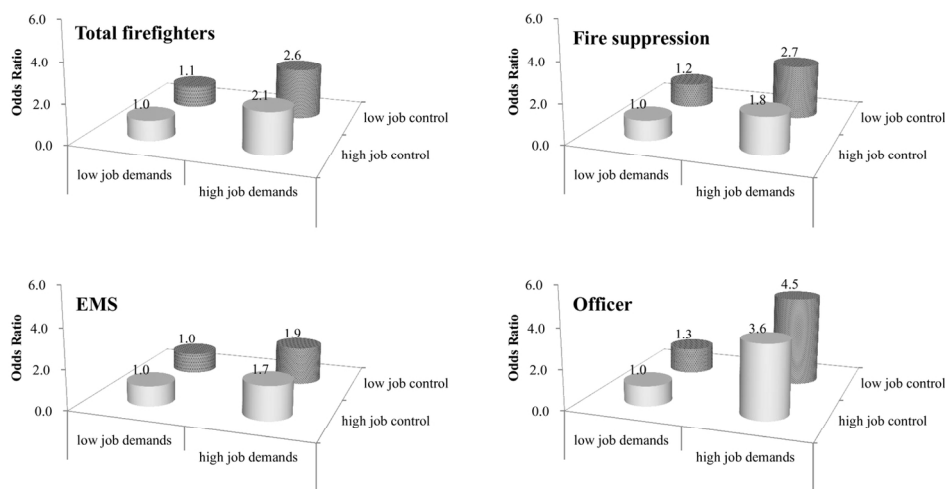 Total firefighters
Odds Ratio
6.0
4.0
2.0
0.0
1.1
2.6
1.0
2.1
low job control
high job control
low job demands
high job demands
Fire suppression
Odds Ratio
6.0
4.0
2.0
0.0
1.2
2.7
1.0
1.8
low job control
high job control
low job demands
high job demands
EMS
Odds Ratio
6.0
4.0
2.0
0.0
1.0
1.9
1.0
1.7
low job control
high job control
low job demands
high job demands
Officer
Odds Ratio
6.0
4.0
2.0
0.0
1.3
4.5
1.0
3.6
low job control
high job control
low job demands
high job demands